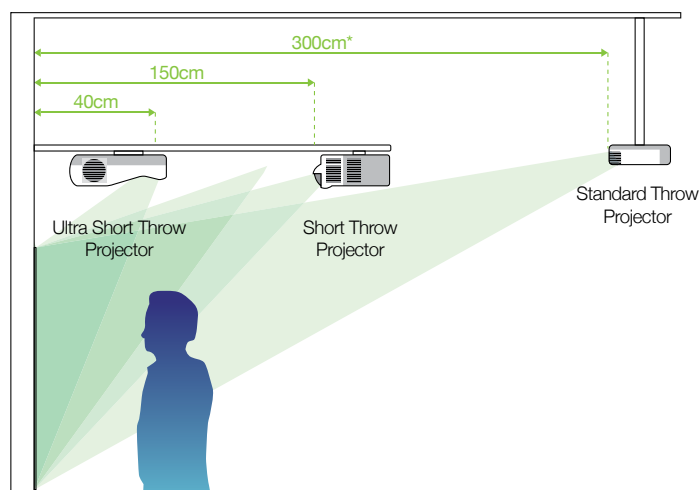 300cm*
150cm
40cm
Ultra Short Throw
Projector
Short Throw
Projector
Standard Throw
Projector